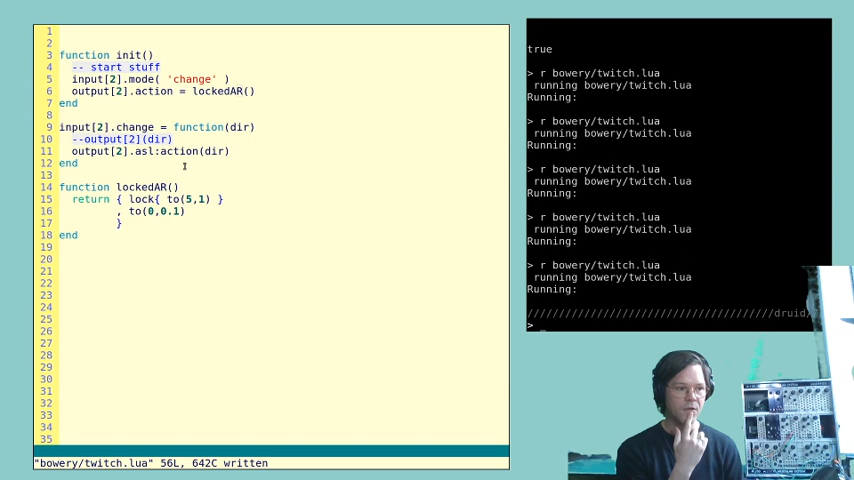 1
2
3 function init()
4 -- start stuff
5 input[2].mode( 'change' )
6 output[2].action = lockedAR()
7 end
8
9 input[2].change = function(dir)
10 --output[2](dir)
11 output[2].asl:action(dir)
12 end
13
14 function lockedAR()
15 return { lock{ to(5,1) }
16 , to(0,0.1)
17 }
18 end
19
20
21
22
23
24
25
26
27
28
29
30
31
32
33
34
35
"bowery/twitch.lua" 56L, 642C written
true
> r bowery/twitch.lua
running bowery/twitch.lua
Running:
> r bowery/twitch.lua
running bowery/twitch.lua
Running:
> r bowery/twitch.lua
running bowery/twitch.lua
Running:
> r bowery/twitch.lua
running bowery/twitch.lua
Running:
> r bowery/twitch.lua
running bowery/twitch.lua
Running:
///////////////////////////////////////druid/
> _